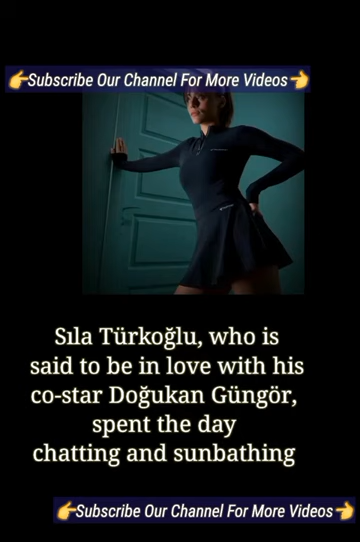 👉Subscribe Our Channel For More Videos👈
Sıla Türkoğlu, who is
said to be in love with his
co-star Doğukan Güngör,
spent the day
chatting and sunbathing
👉Subscribe Our Channel For More Videos👈